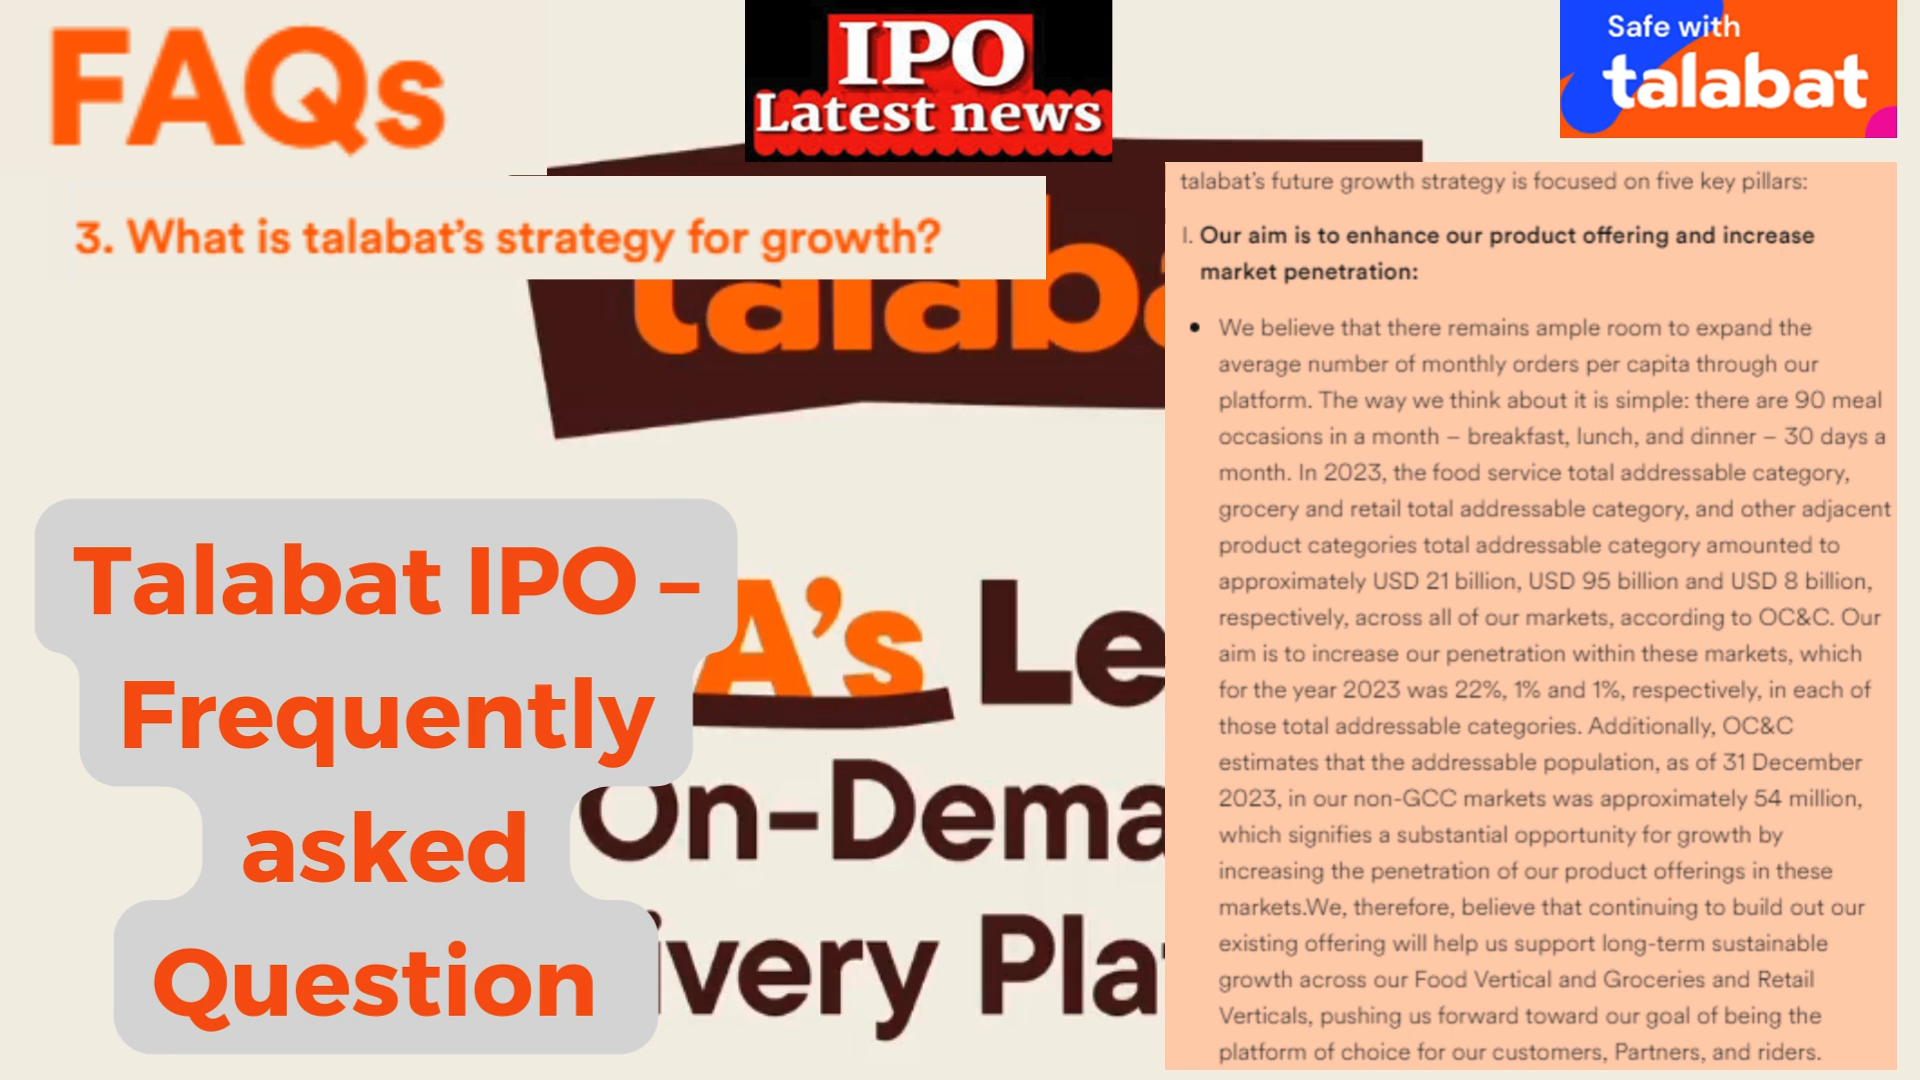 FAQs
IPO
Latest news
Safe with
talabat
3. What is talabat's strategy for growth?
talaba
Talabat IPO –
Frequently
asked
Question
A's Le
On-Dema
ivery Pla
talabat's future growth strategy is focused on five key pillars:
I. Our aim is to enhance our product offering and increase
market penetration:
• We believe that there remains ample room to expand the
average number of monthly orders per capita through our
platform. The way we think about it is simple: there are 90 meal
occasions in a month – breakfast, lunch, and dinner – 30 days a
month. In 2023, the food service total addressable category,
grocery and retail total addressable category, and other adjacent
product categories total addressable category amounted to
approximately USD 21 billion, USD 95 billion and USD 8 billion,
respectively, across all of our markets, according to OC&C. Our
aim is to increase our penetration within these markets, which
for the year 2023 was 22%, 1% and 1%, respectively, in each of
those total addressable categories. Additionally, OC&C
estimates that the addressable population, as of 31 December
2023, in our non-GCC markets was approximately 54 million,
which signifies a substantial opportunity for growth by
increasing the penetration of our product offerings in these
markets.We, therefore, believe that continuing to build out our
existing offering will help us support long-term sustainable
growth across our Food Vertical and Groceries and Retail
Verticals, pushing us forward toward our goal of being the
platform of choice for our customers, Partners, and riders.